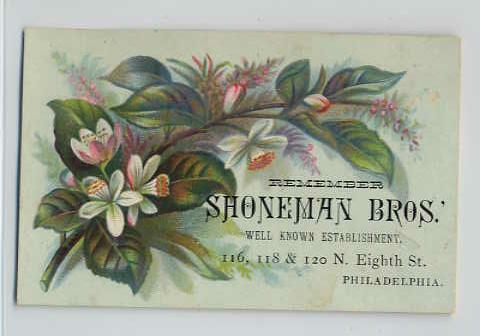 REMEMBER
SHONEMAN BROS.'
WELL KNOWN ESTABLISHMENT,
116, 118 & 120 N. Eighth St.
PHILADELPHIA.